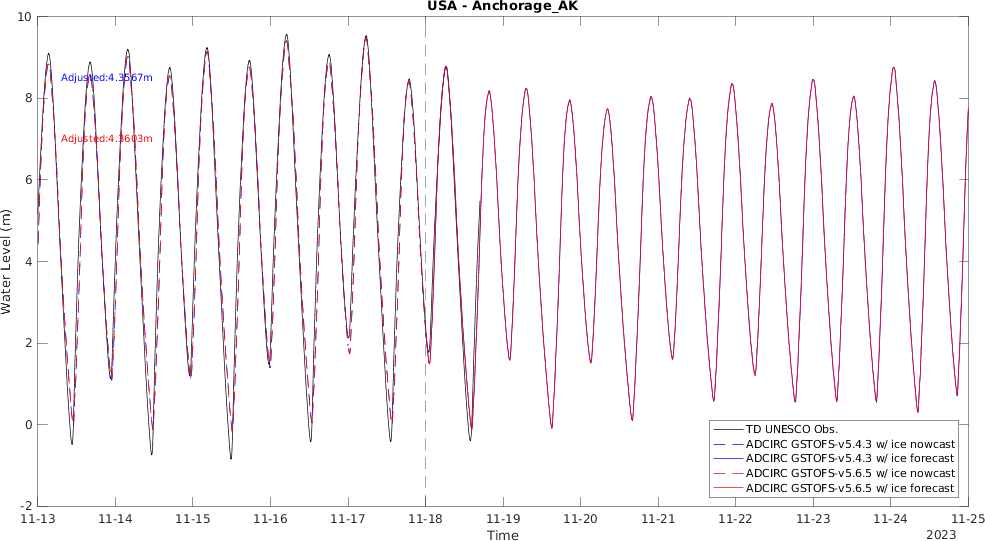 USA - Anchorage_AK
10
8
6
4
2
0
-2
Water Level (m)
Adjusted:4.3567m
Adjusted:4.3603m
TD UNESCO Obs.
ADCIRC GSTOFS-v5.4.3 w/ ice nowcast
ADCIRC GSTOFS-v5.4.3 w/ ice forecast
ADCIRC GSTOFS-v5.6.5 w/ ice nowcast
ADCIRC GSTOFS-v5.6.5 w/ ice forecast
11-13 11-14 11-15 11-16 11-17 11-18 11-19 11-20 11-21 11-22 11-23 11-24 11-25
Time
2023